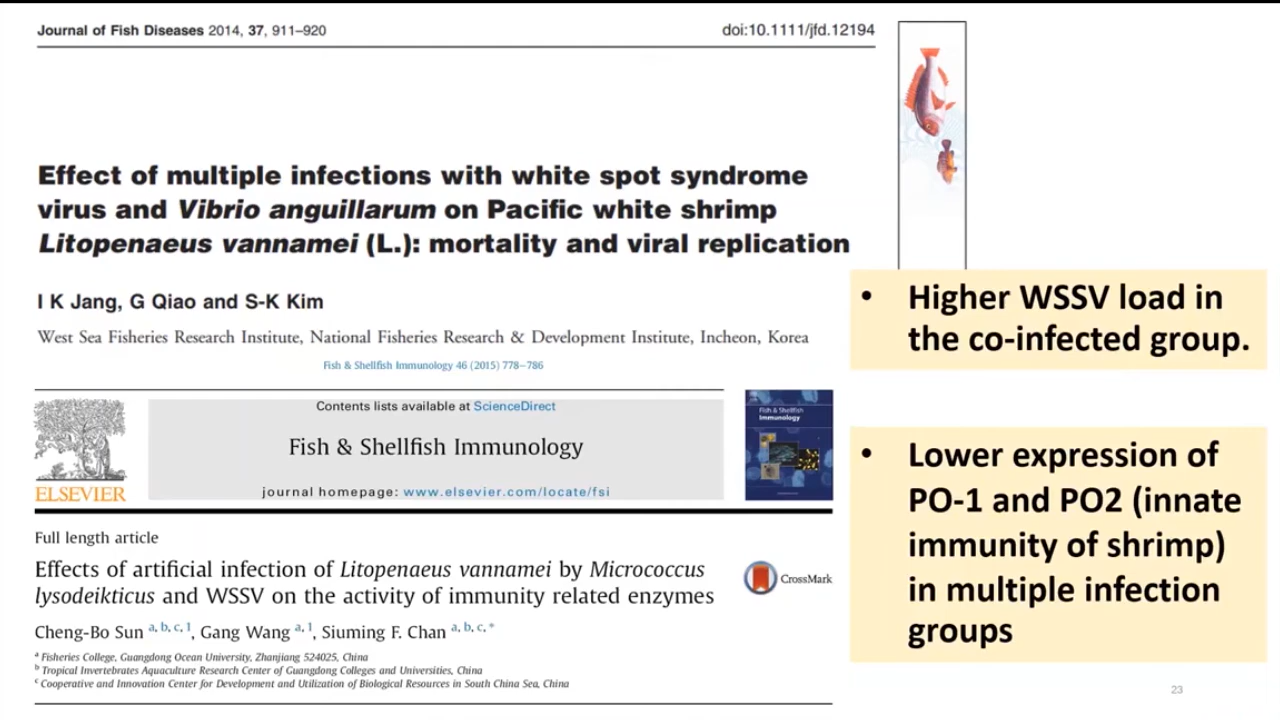 Journal of Fish Diseases 2014, 37, 911–920
doi:10.1111/jfd.12194
Effect of multiple infections with white spot syndrome
virus and Vibrio anguillarum on Pacific white shrimp
Litopenaeus vannamei (L.): mortality and viral replication
I K Jang, G Qiao and S-K Kim
West Sea Fisheries Research Institute, National Fisheries Research & Development Institute, Incheon, Korea
• Higher WSSV load in
the co-infected group.
Fish & Shellfish Immunology 46 (2015) 778–786
Contents lists available at ScienceDirect
Fish & Shellfish Immunology
journal homepage: www.elsevier.com/locate/fsi
ELSEVIER
Fish & Shellfish
Immunology
Full length article
Effects of artificial infection of Litopenaeus vannamei by Micrococcus
lysodeikticus and WSSV on the activity of immunity related enzymes
CrossMark
Cheng-Bo Sun a, b, c, 1, Gang Wang a, 1, Siuming F. Chan a, b, c, *
a Fisheries College, Guangdong Ocean University, Zhanjiang 524025, China
b Tropical Invertebrates Aquaculture Research Center of Guangdong Colleges and Universities, China
c Cooperative and Innovation Center for Development and Utilization of Biological Resources in South China Sea, China
• Lower expression of
PO-1 and PO2 (innate
immunity of shrimp)
in multiple infection
groups
23